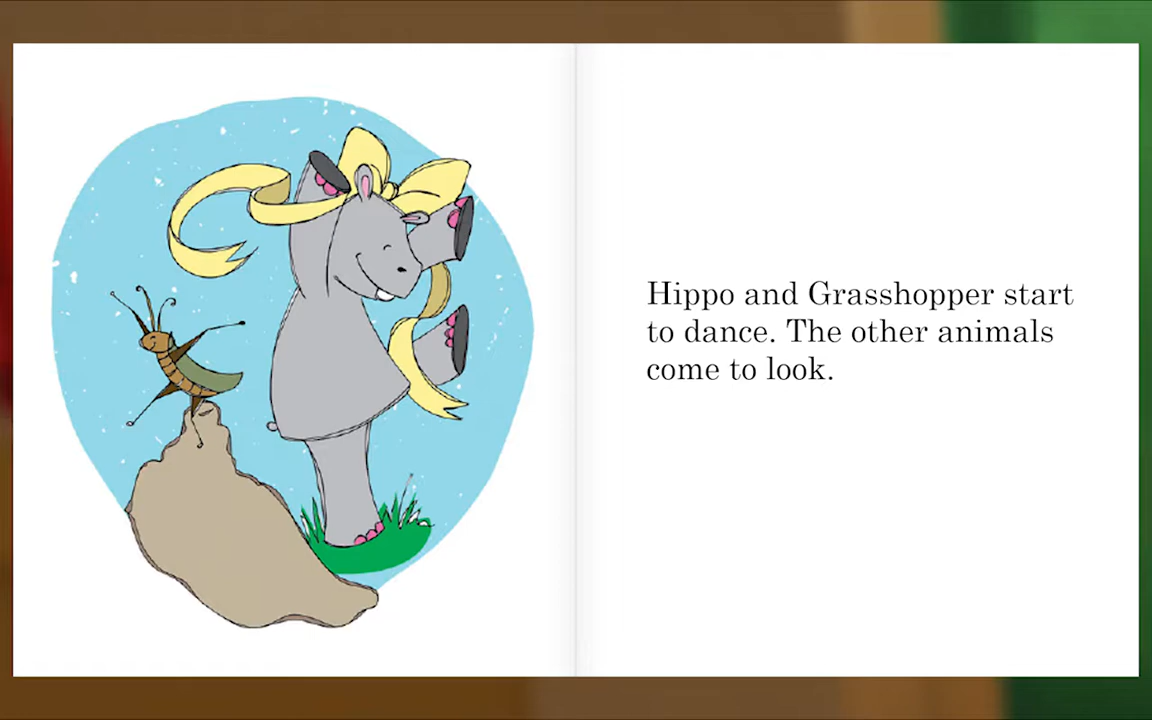 Hippo and Grasshopper start
to dance. The other animals
come to look.